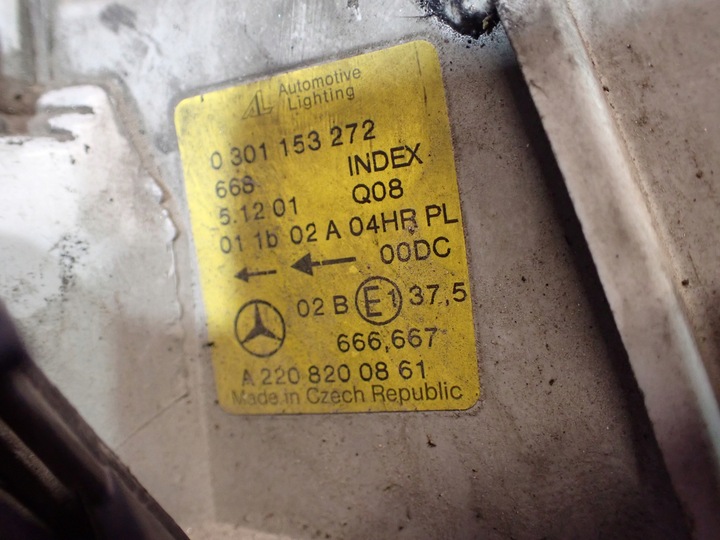 AL Automotive
Lighting
0 301 153 272
668 INDEX
5.12 01 Q08
01 1b 02 A 04HR PL
00DC
02 B E1 37,5
666,667
A 220 820 08 61
Made in Czech Republic